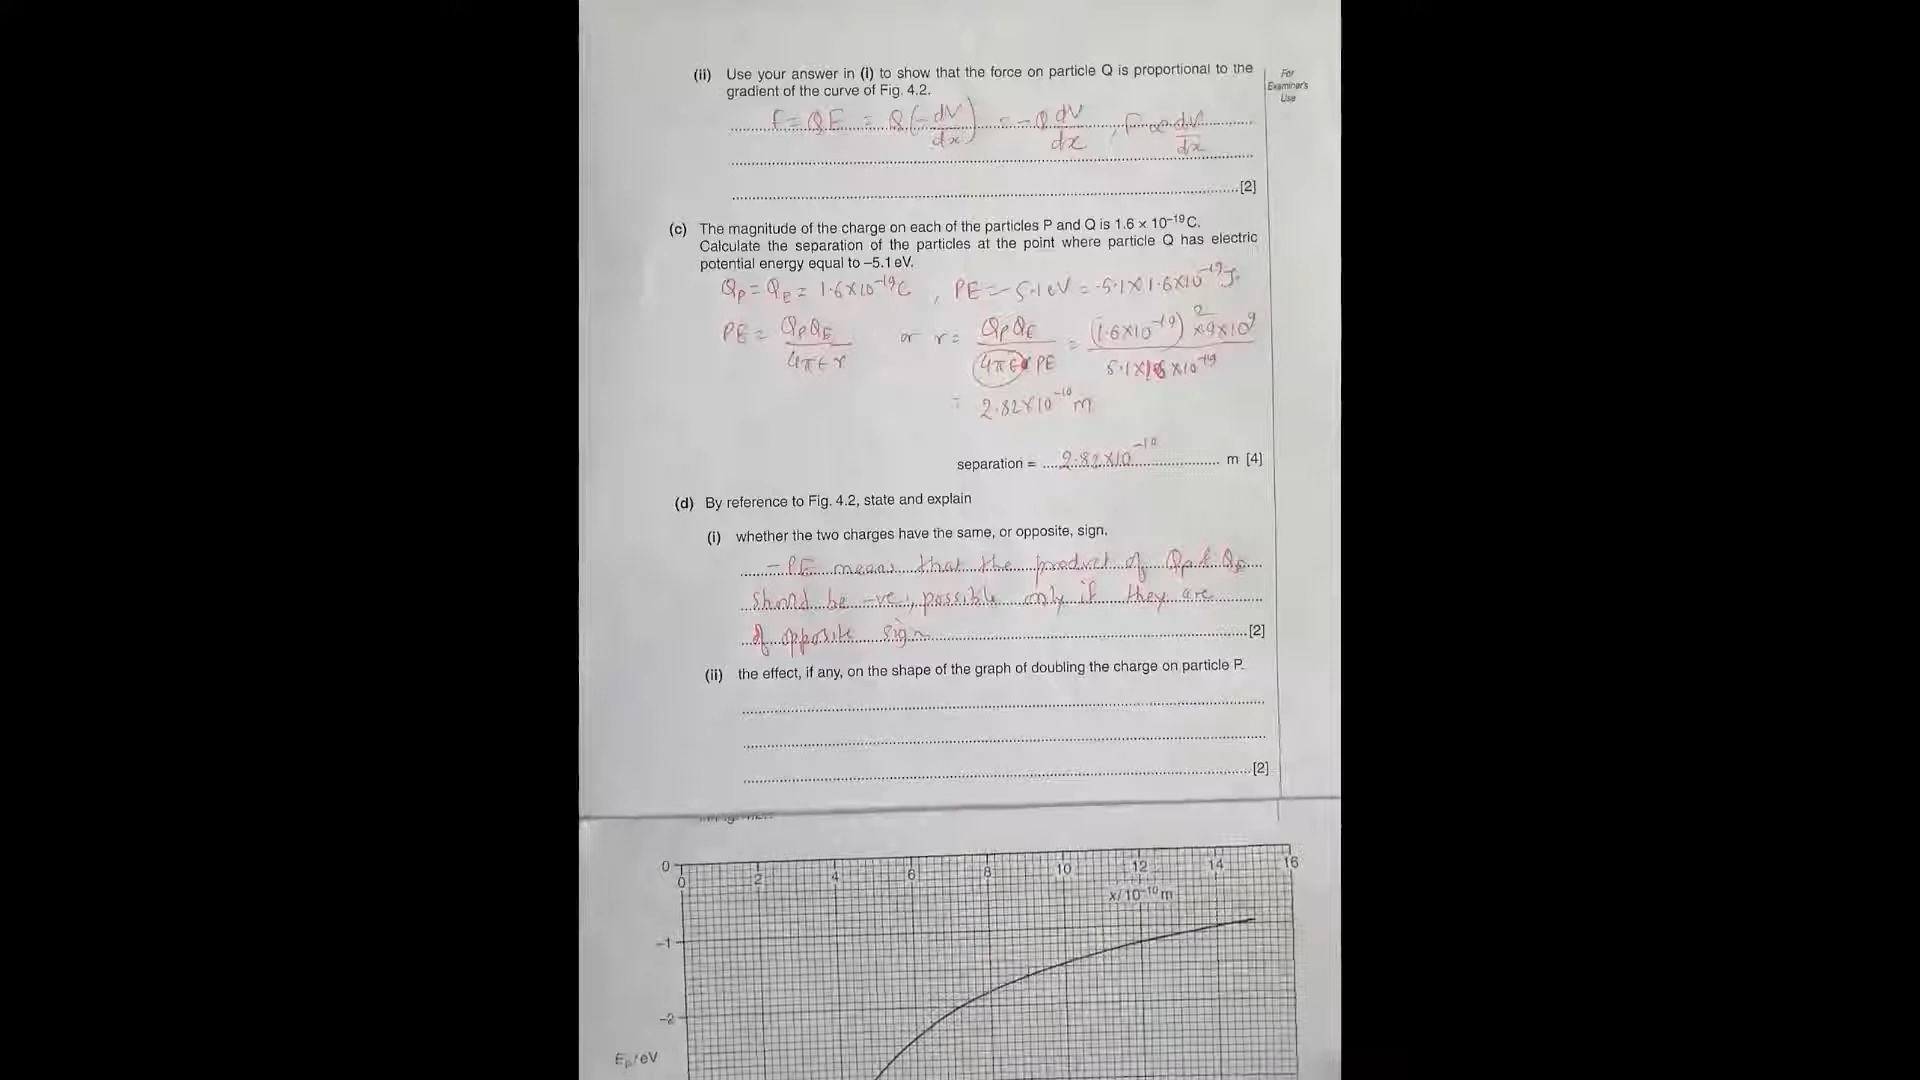 (ii) Use your answer in (i) to show that the force on particle Q is proportional to the
gradient of the curve of Fig. 4.2.
For
Examiner's
Use
F = QE = Q(-dV/dx) = -Q dV/dx , F ∝ dV/dx
[2]
(c) The magnitude of the charge on each of the particles P and Q is 1.6 × 10⁻¹⁹ C.
Calculate the separation of the particles at the point where particle Q has electric
potential energy equal to –5.1 eV.
Qp = QE = 1.6×10⁻¹⁹C , PE = -5.1eV = -5.1×1.6×10⁻¹⁹J.
PE = QpQE/4πεr or r = QpQE/4πε PE = (1.6×10⁻¹⁹)² ×9×10⁹/5.1×1.6×10⁻¹⁹
= 2.82×10⁻¹⁰ m
separation = 2.82×10⁻¹⁰ m [4]
(d) By reference to Fig. 4.2, state and explain
(i) whether the two charges have the same, or opposite, sign,
-PE means that the product of Qp & QE
should be -ve, possible only if they are
of opposite sign
[2]
(ii) the effect, if any, on the shape of the graph of doubling the charge on particle P.
[2]
0
0 2 4 6 8 10 12 14 16
x/10⁻¹⁰ m
–1
–2
Ep/eV